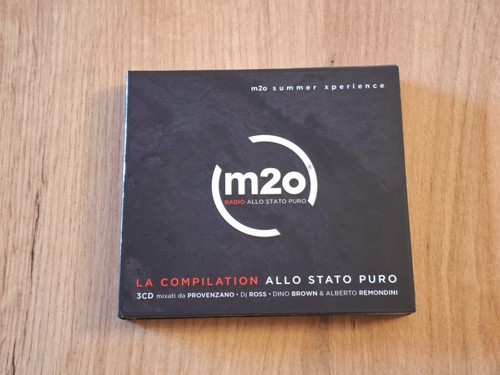 m2o summer xperience
m2o
RADIO ALLO STATO PURO
LA COMPILATION ALLO STATO PURO
3CD mixati da PROVENZANO • Dj ROSS • DINO BROWN & ALBERTO REMONDINI